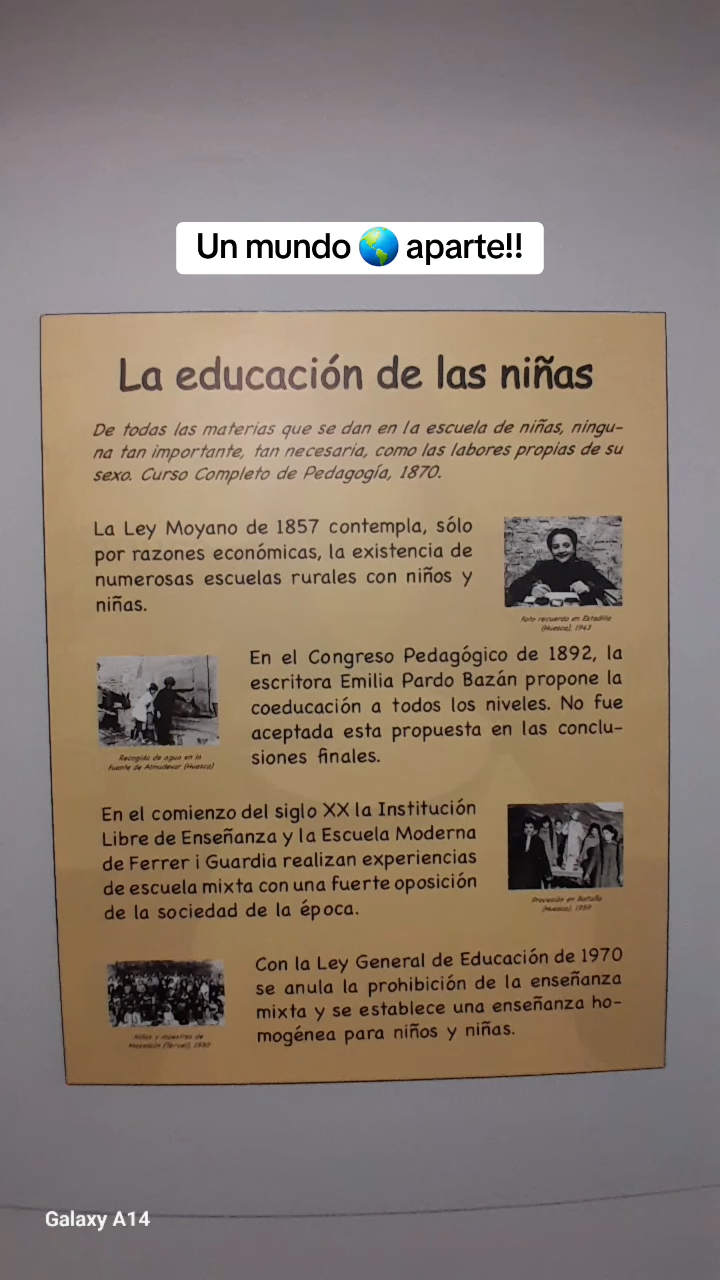 Un mundo 🌎 aparte!!
La educación de las niñas
De todas las materias que se dan en la escuela de niñas, ningu-
na tan importante, tan necesaria, como las labores propias de su
sexo. Curso Completo de Pedagogía, 1870.
La Ley Moyano de 1857 contempla, sólo
por razones económicas, la existencia de
numerosas escuelas rurales con niños y
niñas.
Foto recuerdo en Estadilla
(Huesca), 1943
En el Congreso Pedagógico de 1892, la
escritora Emilia Pardo Bazán propone la
coeducación a todos los niveles. No fue
aceptada esta propuesta en las conclu-
siones finales.
Recogida de agua en la
Fuente de Almudevar (Huesca)
En el comienzo del siglo XX la Institución
Libre de Enseñanza y la Escuela Moderna
de Ferrer i Guardia realizan experiencias
de escuela mixta con una fuerte oposición
de la sociedad de la época.
Procesión en Boltaña
(Huesca),
Con la Ley General de Educación de 1970
se anula la prohibición de la enseñanza
mixta y se establece una enseñanza ho-
mogénea para niños y niñas.
Niños y maestros de
(Teruel),
Galaxy A14